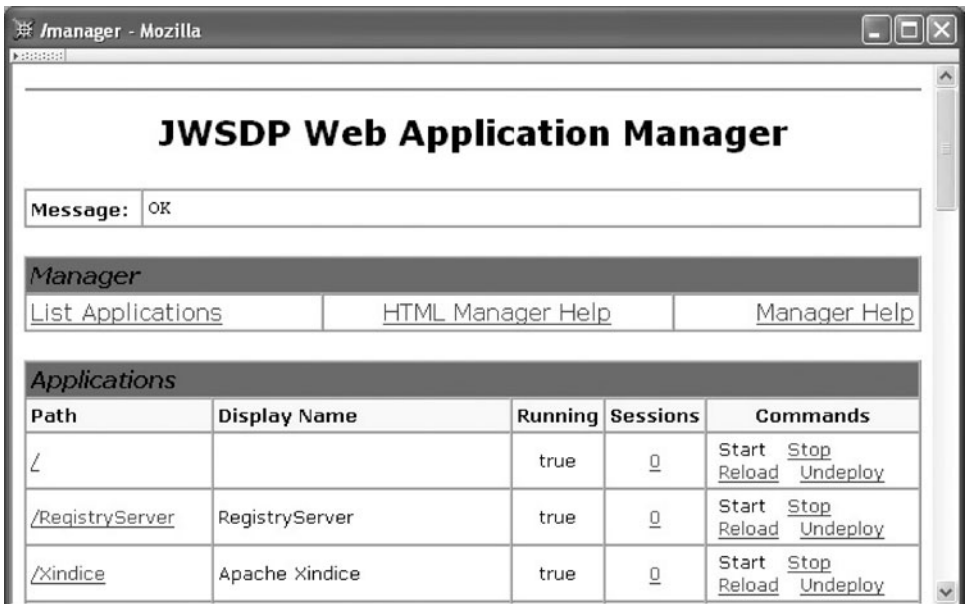 /manager - Mozilla
JWSDP Web Application Manager
Message: OK
Manager
List Applications HTML Manager Help Manager Help
Applications
Path Display Name Running Sessions Commands
/ true 0 Start Stop
Reload Undeploy
/RegistryServer RegistryServer true 0 Start Stop
Reload Undeploy
/Xindice Apache Xindice true 0 Start Stop
Reload Undeploy